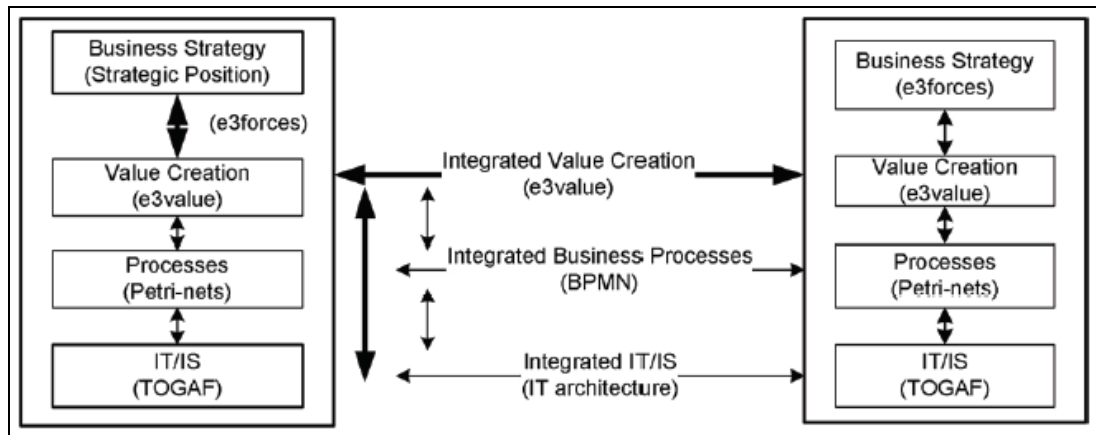 Business Strategy
(Strategic Position)
(e3forces)
Value Creation
(e3value)
Processes
(Petri-nets)
IT/IS
(TOGAF)
Integrated Value Creation
(e3value)
Integrated Business Processes
(BPMN)
Integrated IT/IS
(IT architecture)
Business Strategy
(e3forces)
Value Creation
(e3value)
Processes
(Petri-nets)
IT/IS
(TOGAF)